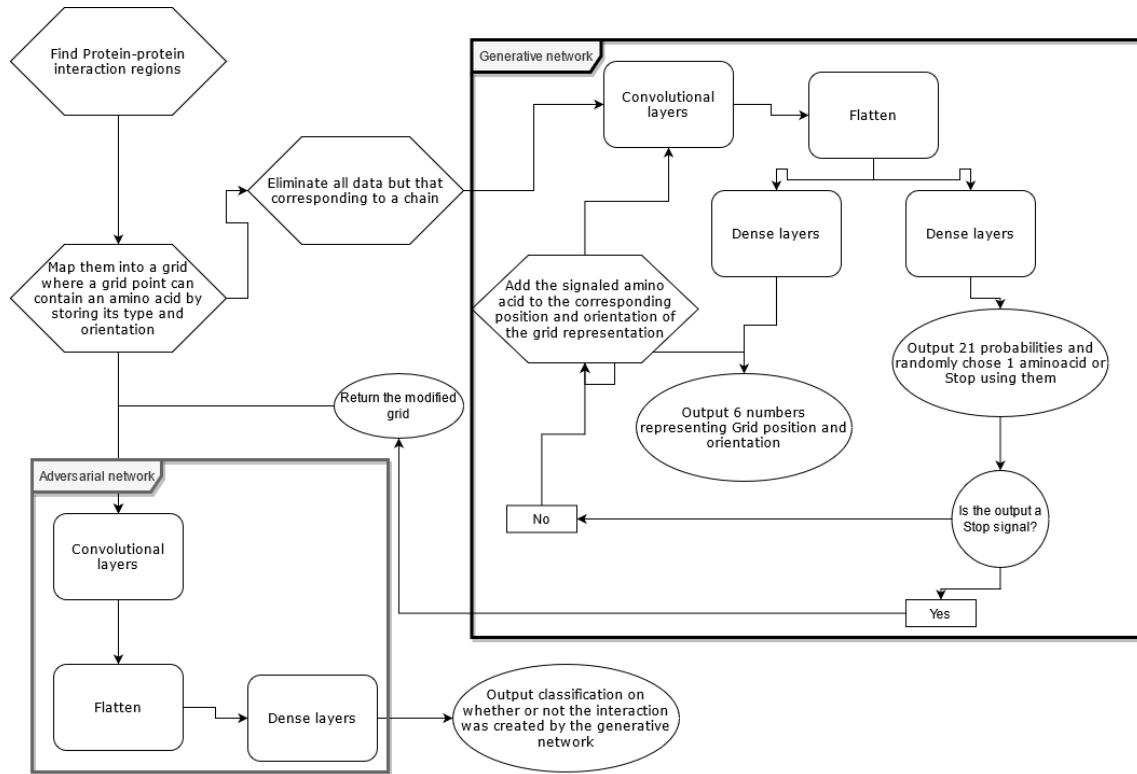 Find Protein-protein
interaction regions
Generative network
Convolutional
layers
Flatten
Eliminate all data but that
corresponding to a chain
Dense layers
Dense layers
Map them into a grid
where a grid point can
contain an amino acid by
storing its type and
orientation
Add the signaled amino
acid to the corresponding
position and orientation of
the grid representation
Output 21 probabilities and
randomly chose 1 aminoacid or
Stop using them
Return the modified
grid
Output 6 numbers
representing Grid position and
orientation
Adversarial network
Is the output a
Stop signal?
No
Convolutional
layers
Yes
Flatten
Dense layers
Output classification on
whether or not the interaction
was created by the generative
network